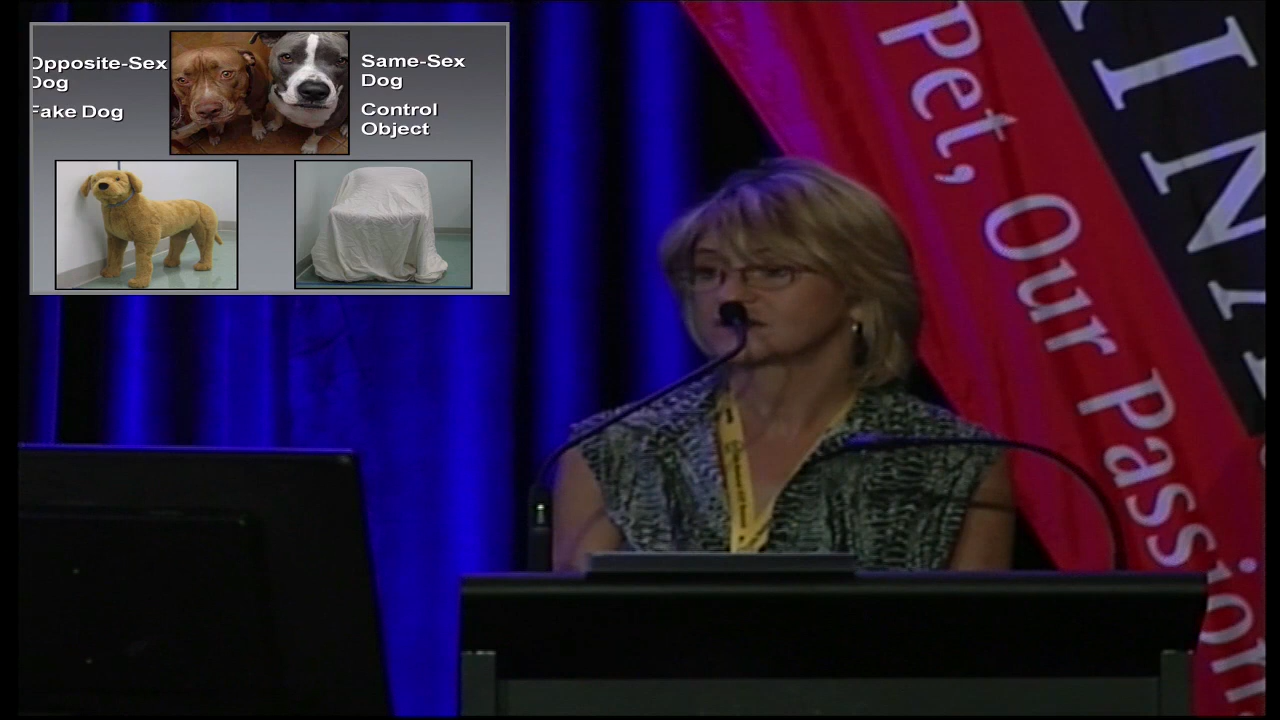 Opposite-Sex
Dog
Fake Dog
Same-Sex
Dog
Control
Object
Pet, Our Passion